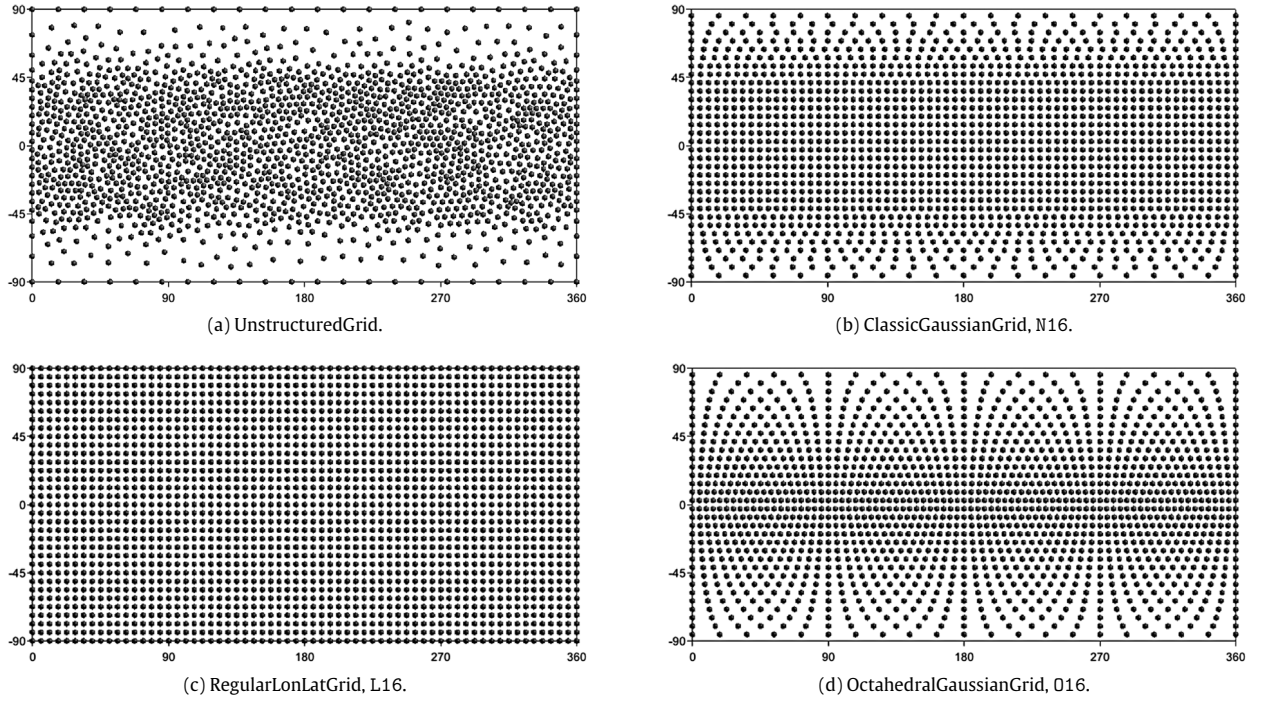 90
45
0
-45
-90
0 90 180 270 360
(a) UnstructuredGrid.
90
45
0
-45
-90
0 90 180 270 360
(b) ClassicGaussianGrid, N16.
90
45
0
-45
-90
0 90 180 270 360
(c) RegularLonLatGrid, L16.
90
45
0
-45
-90
0 90 180 270 360
(d) OctahedralGaussianGrid, O16.